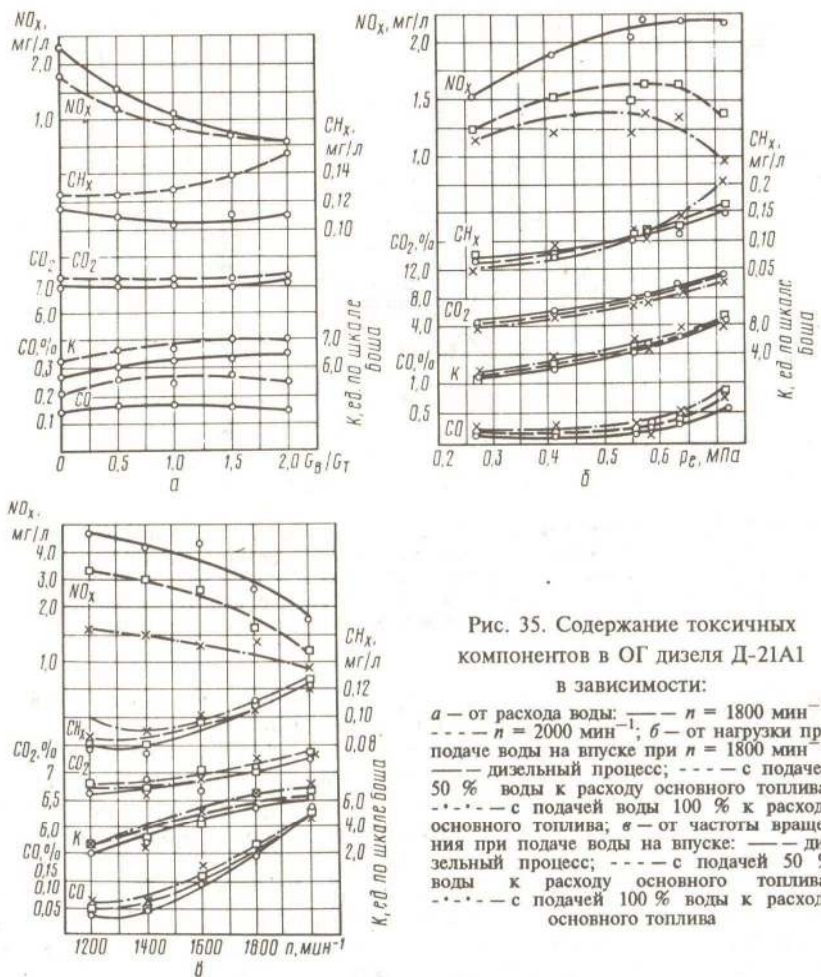 NOx,
мг/л
2,0
1,0
NOx
CHx,
мг/л
0,14
0,12
0,10
CHx
CO2
CO2
7,0
6,0
CO,%
K
0,3
0,2
0,1
CO
7,0
6,0
К, ед. по шкале
боша
0 0,5 1,0 1,5 2,0 Gв/Gт
а
NOx, мг/л
2,0
1,5
1,0
NOx
CHx,
мг/л
0,2
0,15
0,10
0,05
CHx
CO2,%
12,0
8,0
4,0
CO2
CO,%
1,0
0,5
K
8,0
4,0
CO
К, ед. по шкале
боша
0,2 0,3 0,4 0,5 0,6 pe, МПа
б
NOx,
мг/л
4,0
3,0
2,0
1,0
NOx
CHx,
мг/л
0,12
0,10
0,08
CHx
CO2,%
7
6,5
6,0
CO2
K
6,0
4,0
2,0
CO,%
0,15
0,10
0,05
CO
К, ед. по шкале боша
1200 1400 1600 1800 n, мин⁻¹
в
Рис. 35. Содержание токсичных
компонентов в ОГ дизеля Д-21А1
в зависимости:
а — от расхода воды: —— n = 1800 мин⁻
- - - - n = 2000 мин⁻¹; б — от нагрузки пр
подаче воды на впуске при n = 1800 мин⁻
—— дизельный процесс; - - - - с подаче
50 % воды к расходу основного топлива
-·-·- — с подачей воды 100 % к расход
основного топлива; в — от частоты враще
ния при подаче воды на впуске: —— ди
зельный процесс; - - - - с подачей 50 %
воды к расходу основного топлива
-·-·- — с подачей 100 % воды к расход
основного топлива